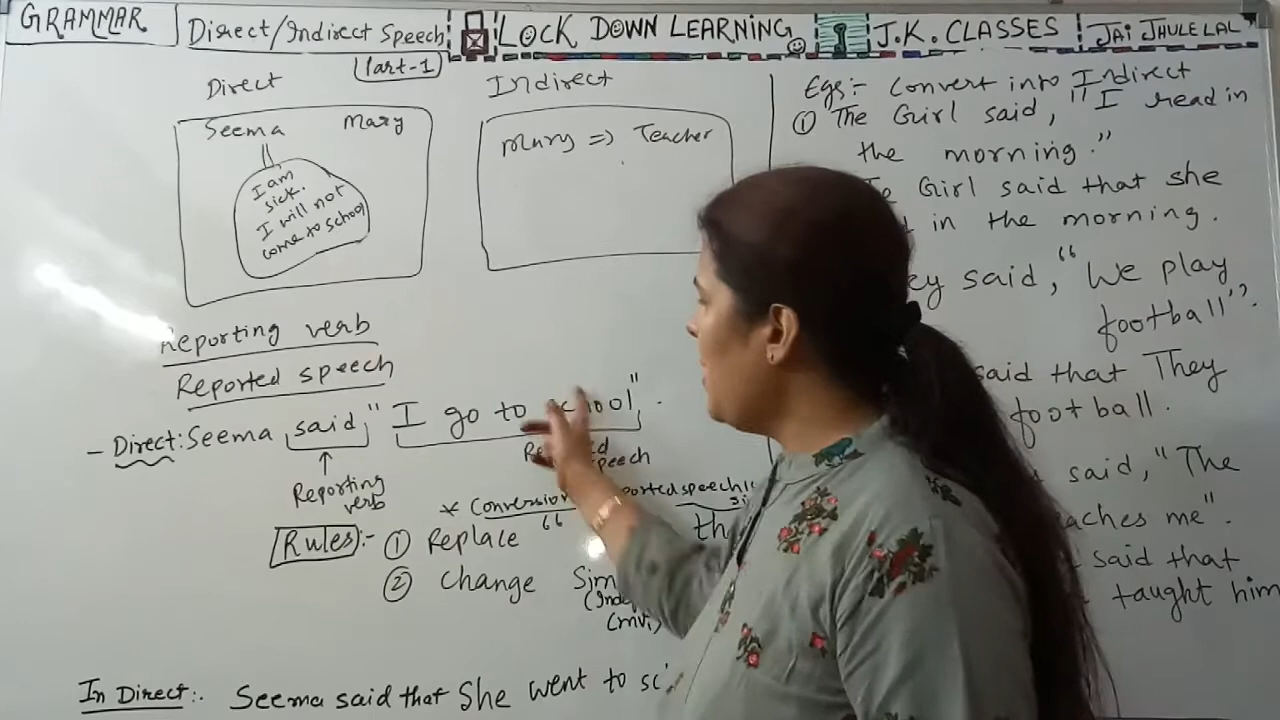 GRAMMAR
Direct/Indirect Speech
LOCK DOWN LEARNING
J.K. CLASSES
JAI JHULELAL
Part-1
Direct
Seema
Mary
I am
sick.
I will not
come to school
Indirect
Mary => Teacher
Reporting verb
Reported speech
- Direct: Seema said "I go to school".
Reporting
verb
speech
* Conversion
speech
Rules :- ① Replace “
② Change
In Direct:. Seema said that She went to
Egs:- Convert into Indirect
① The Girl said, "I read in
the morning."
Girl said that she
in the morning.
said, "We play
football".
said that They
football.
said, "The
me".
said that
taught him